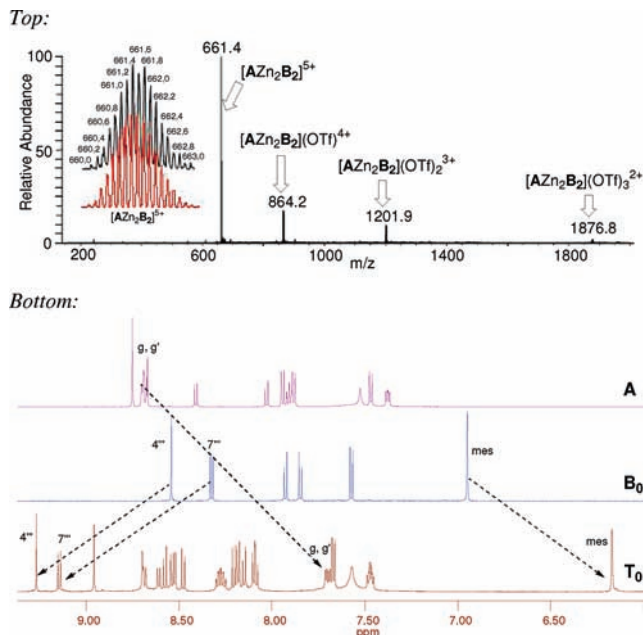 Top:
100
50
0
Relative Abundance
661.4
[AZn₂B₂]⁵⁺
661,6
661,4
661,8
661,2
661,0
662,0
662,2
660,8
662,4
660,6
662,6
660,4
662,8
660,2
663,0
660,0
[AZn₂B₂]⁵⁺
[AZn₂B₂](OTf)⁴⁺
864.2
[AZn₂B₂](OTf)₂³⁺
1201.9
[AZn₂B₂](OTf)₃²⁺
1876.8
200 600 1000 1400 1800
m/z
Bottom:
g, g'
A
4''' 7''' mes
B₀
4''' 7''' g, g' mes
T₀
9.00 8.50 8.00 7.50 7.00 6.50
ppm